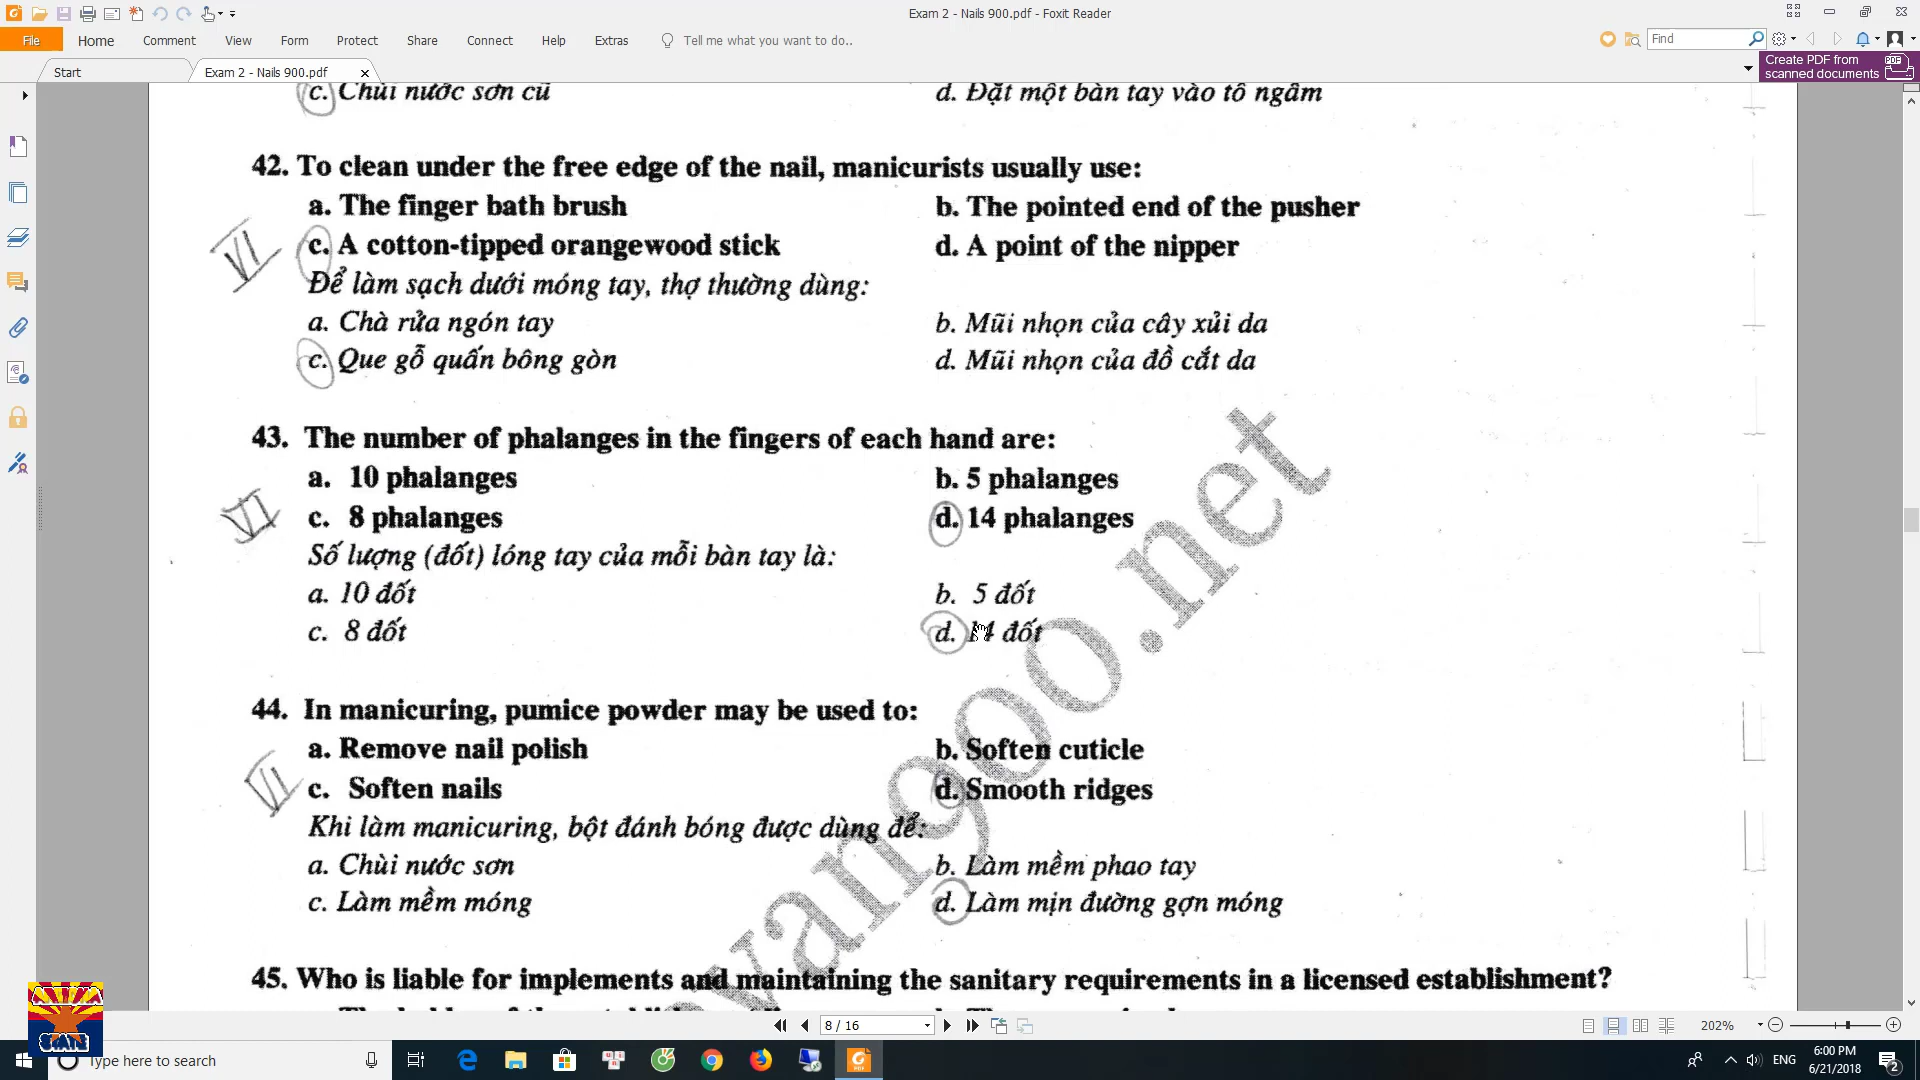 Exam 2 - Nails 900.pdf - Foxit Reader
File Home Comment View Form Protect Share Connect Help Extras Tell me what you want to do.. Find
Start Exam 2 - Nails 900.pdf Create PDF from
scanned documents
c. Chùi nước sơn cũ d. Đặt một bàn tay vào tô ngâm
42. To clean under the free edge of the nail, manicurists usually use:
a. The finger bath brush b. The pointed end of the pusher
VI c. A cotton-tipped orangewood stick d. A point of the nipper
Để làm sạch dưới móng tay, thợ thường dùng:
a. Chà rửa ngón tay b. Mũi nhọn của cây xủi da
c. Que gỗ quấn bông gòn d. Mũi nhọn của đồ cắt da
43. The number of phalanges in the fingers of each hand are:
a. 10 phalanges b. 5 phalanges
VI c. 8 phalanges d. 14 phalanges
Số lượng (đốt) lóng tay của mỗi bàn tay là:
a. 10 đốt b. 5 đốt
c. 8 đốt d. 14 đốt
44. In manicuring, pumice powder may be used to:
a. Remove nail polish b. Soften cuticle
VI c. Soften nails d. Smooth ridges
Khi làm manicuring, bột đánh bóng được dùng để:
a. Chùi nước sơn b. Làm mềm phao tay
c. Làm mềm móng d. Làm mịn đường gợn móng
45. Who is liable for implements and maintaining the sanitary requirements in a licensed establishment?
van900.net
ARIZONA
STATE
8 / 16 202%
Type here to search ENG 6:00 PM
6/21/2018 2